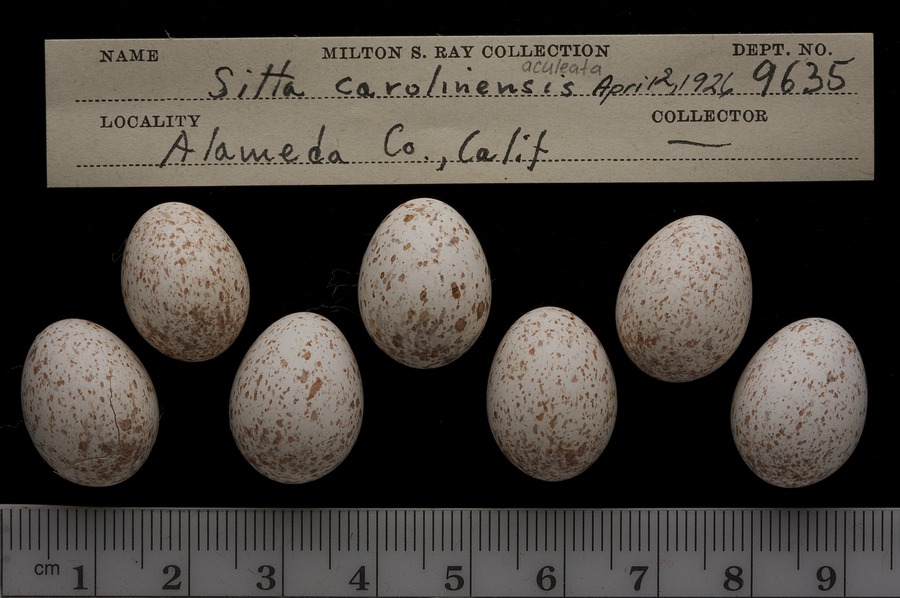 NAME MILTON S. RAY COLLECTION DEPT. NO.
aculeata
Sitta carolinensis April 2, 1926 9635
LOCALITY COLLECTOR
Alameda Co., Calif —
cm 1 2 3 4 5 6 7 8 9